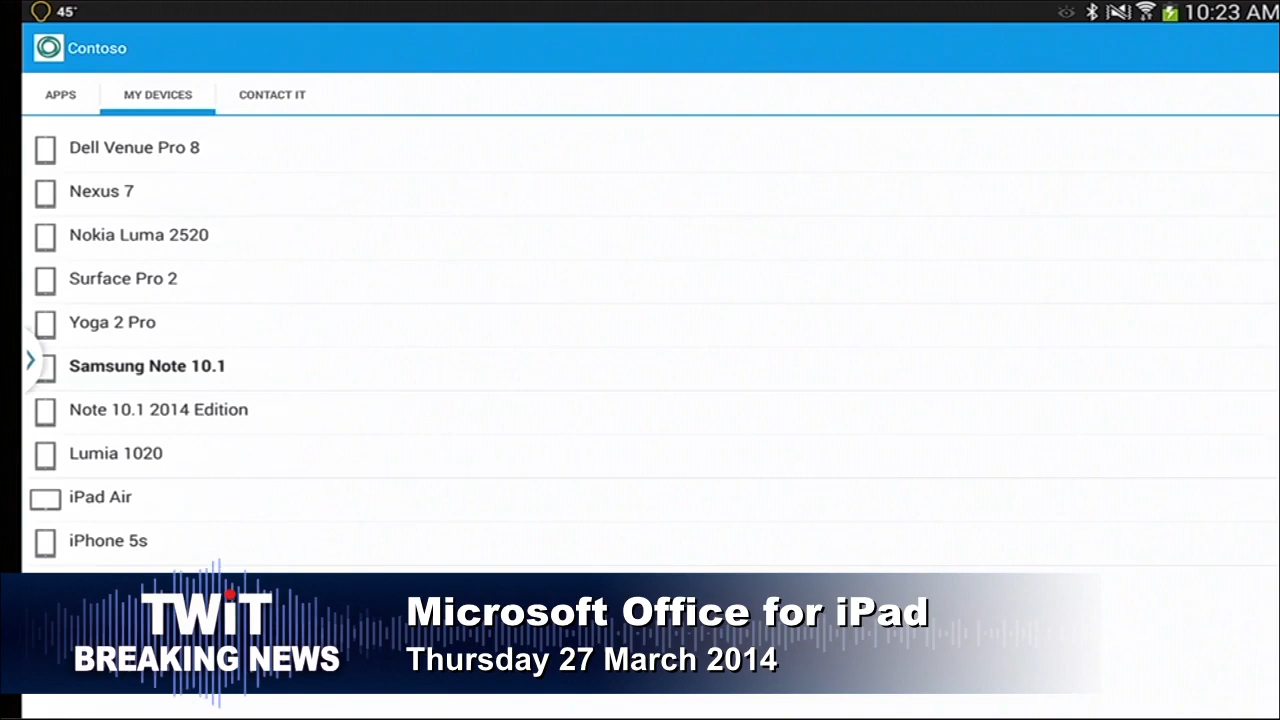 45°
10:23 AM
Contoso
APPS
MY DEVICES
CONTACT IT
Dell Venue Pro 8
Nexus 7
Nokia Luma 2520
Surface Pro 2
Yoga 2 Pro
Samsung Note 10.1
Note 10.1 2014 Edition
Lumia 1020
iPad Air
iPhone 5s
TWiT
BREAKING NEWS
Microsoft Office for iPad
Thursday 27 March 2014